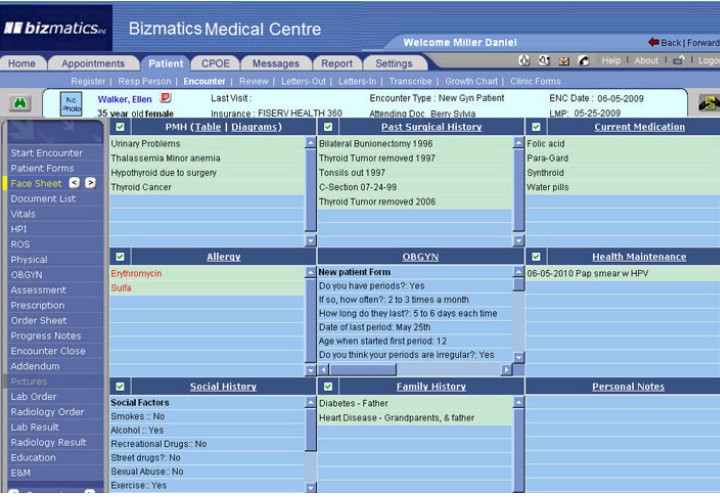 bizmatics inc
Bizmatics Medical Centre
Welcome Miller Daniel
Back | Forward
Home Appointments Patient CPOE Messages Report Settings
Help | About | Logo
Register | Resp Person | Encounter | Review | Letters-Out | Letters-In | Transcribe | Growth Chart | Clinic Forms
No Photo
Walker, Ellen Last Visit : Encounter Type : New Gyn Patient ENC Date : 06-05-2009
35 year old female Insurance : FISERV HEALTH 360 Attending Doc Berry Sylvia LMP: 05-25-2009
Start Encounter
Patient Forms
Face Sheet < >
Document List
Vitals
HPI
ROS
Physical
OBGYN
Assessment
Prescription
Order Sheet
Progress Notes
Encounter Close
Addendum
Pictures
Lab Order
Radiology Order
Lab Result
Radiology Result
Education
E&M
PMH (Table | Diagrams)
Urinary Problems
Thalassemia Minor anemia
Hypothyroid due to surgery
Thyroid Cancer
Past Surgical History
Bilateral Bunionectomy 1996
Thyroid Tumor removed 1997
Tonsils out 1997
C-Section 07-24-99
Thyroid Tumor removed 2006
Current Medication
Folic acid
Para-Gard
Synthroid
Water pills
Allergy
Erythromycin
Sulfa
OBGYN
New patient Form
Do you have periods?: Yes
If so, how often?: 2 to 3 times a month
How long do they last?: 5 to 6 days each time
Date of last period: May 25th
Age when started first period: 12
Do you think your periods are irregular?: Yes
Health Maintenance
06-05-2010 Pap smear w HPV
Social History
Social Factors
Smokes :: No
Alcohol :: Yes
Recreational Drugs:: No
Street drugs?: No
Sexual Abuse:: No
Exercise:: Yes
Family History
Diabetes - Father
Heart Disease - Grandparents, & father
Personal Notes